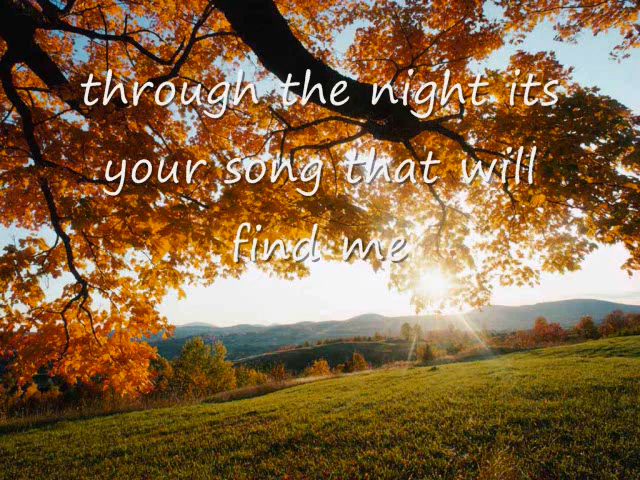 through the night its
your song that will
find me